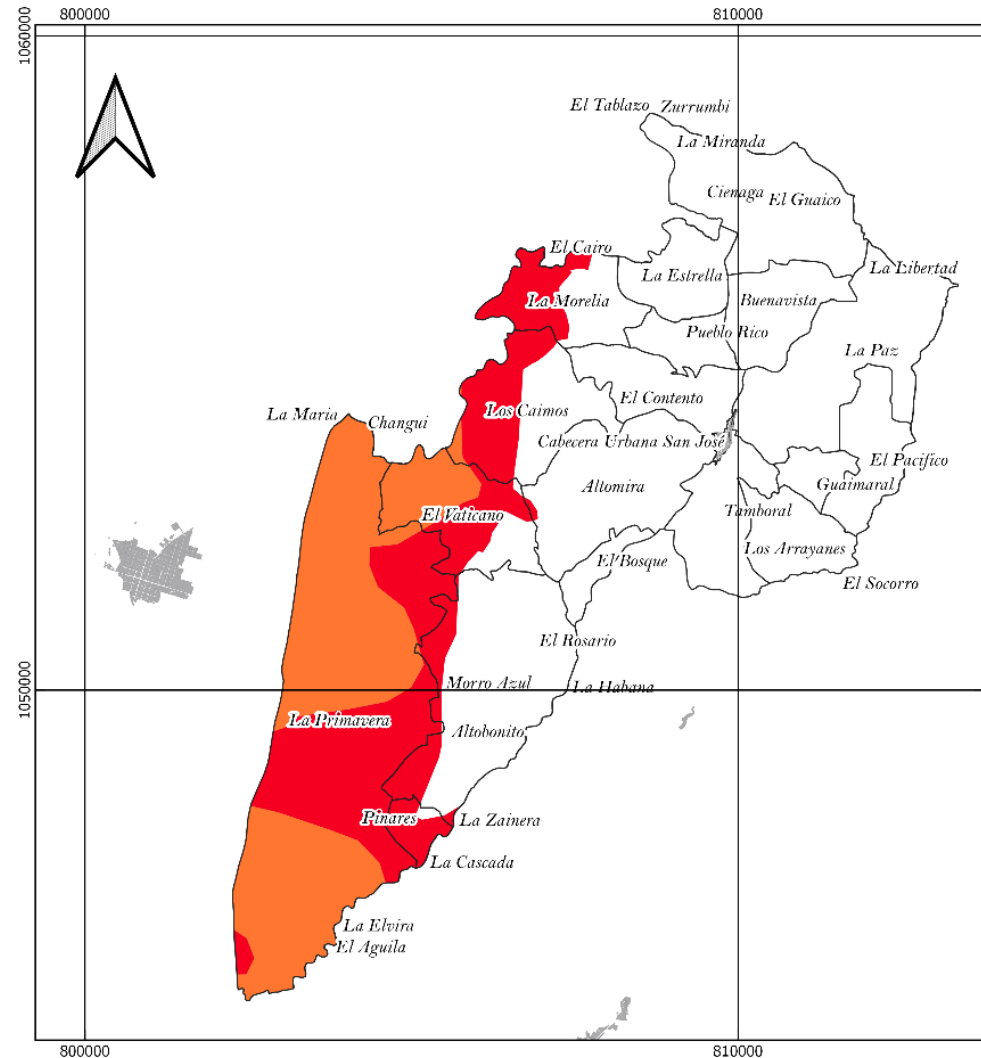 800000
810000
1060000
El Tablazo
Zurrumbi
La Miranda
Cienaga
El Guaico
El Cairo
La Estrella
La Libertad
La Morelia
Buenavista
Pueblo Rico
La Paz
El Contento
La Maria
Changui
Los Caimos
Cabecera Urbana San José
El Pacifico
Altomira
Guaimaral
El Vaticano
Tamboral
Los Arrayanes
El Bosque
El Socorro
El Rosario
Morro Azul
La Habana
1050000
La Primavera
Altobonito
Pinares
La Zainera
La Cascada
La Elvira
El Aguila
800000
810000